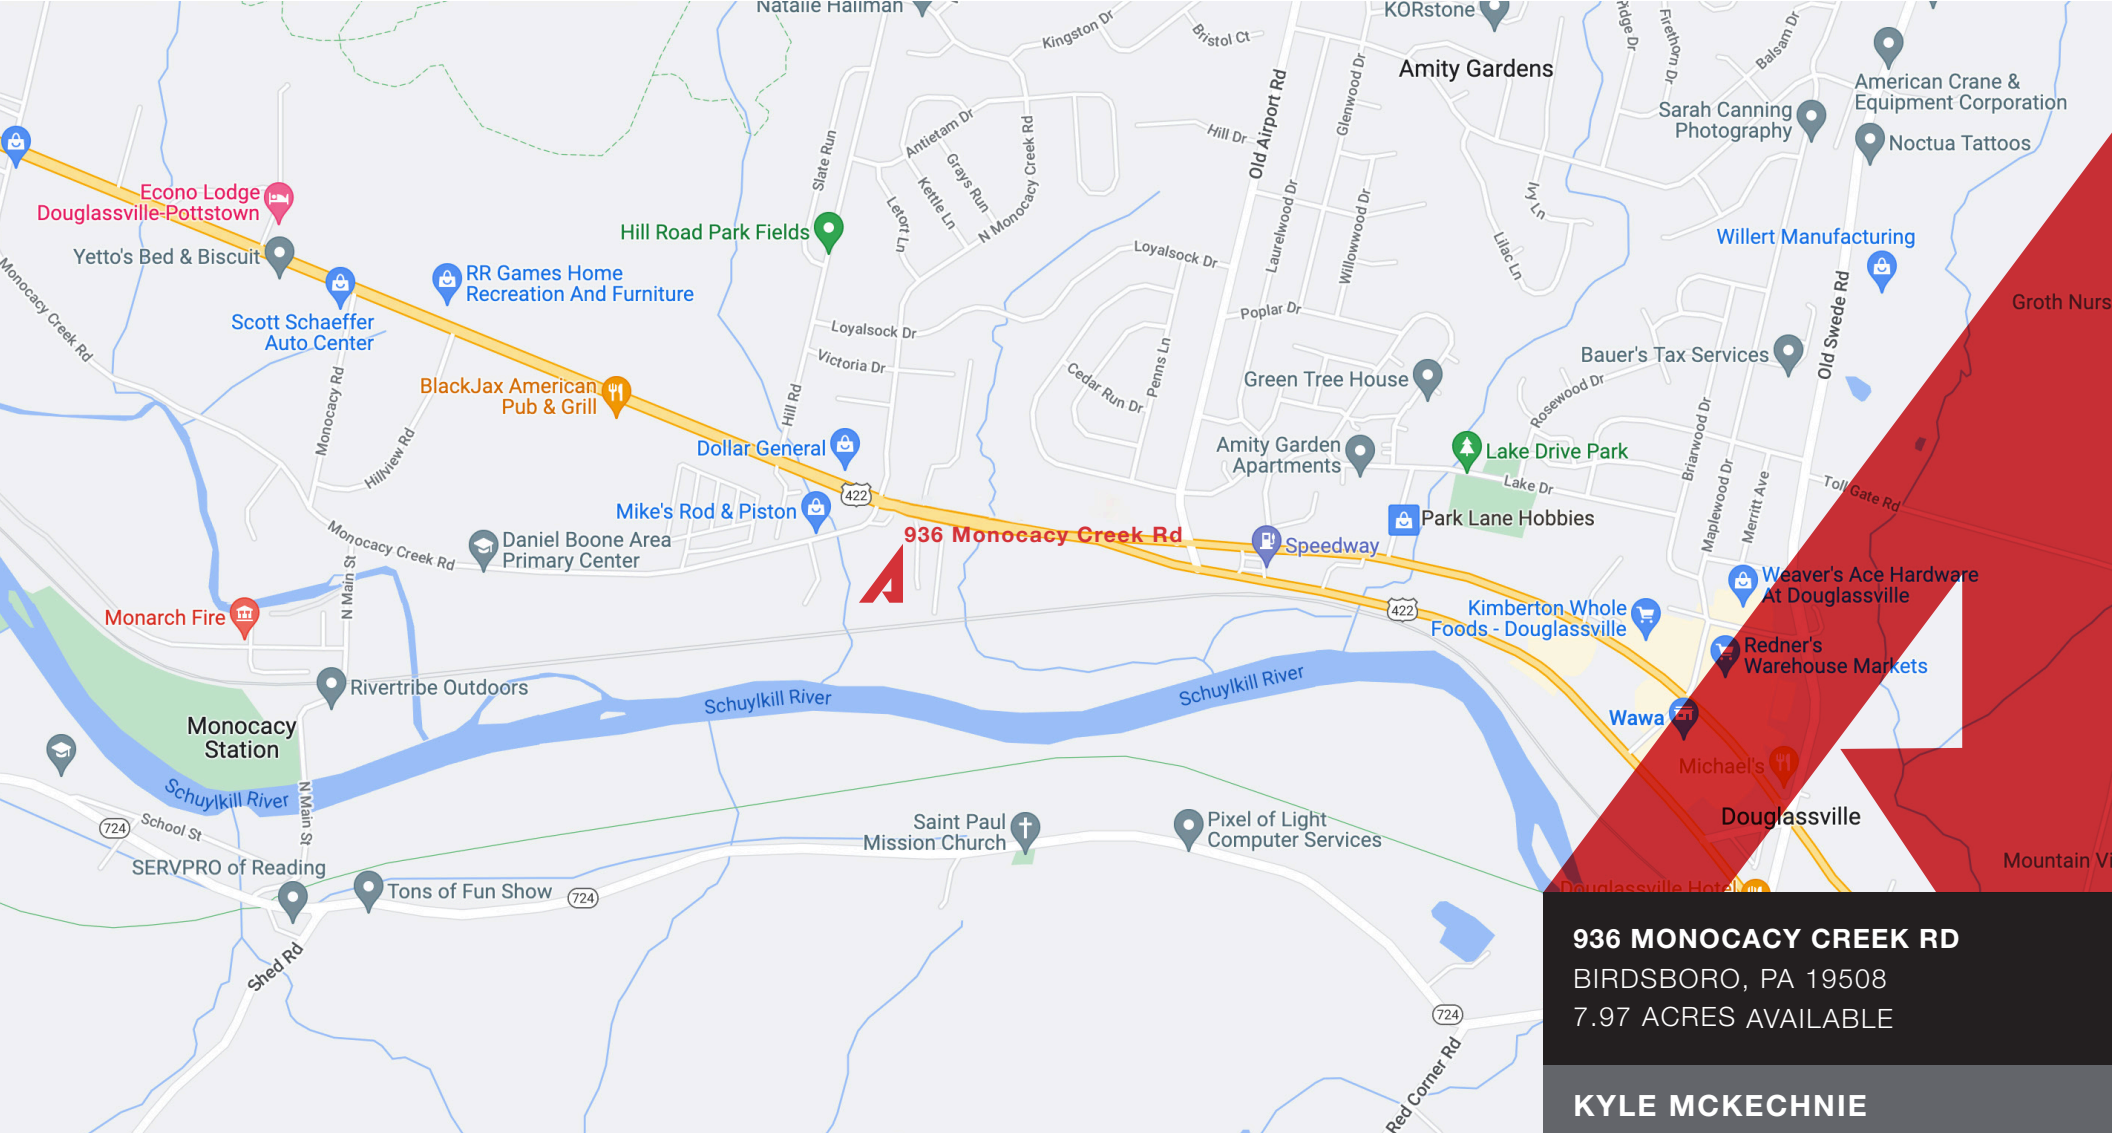 Natalie Hallman
Kingston Dr
Bristol Ct
KORstone
Amity Gardens
Firethorn Dr
Balsam Dr
American Crane &
Equipment Corporation
Sarah Canning
Photography
Noctua Tattoos
Old Airport Rd
Glenwood Dr
Hill Dr
Antietam Dr
Grays Run
Kettle Ln
Letort Ln
N Monocacy Creek Rd
Slate Run
Econo Lodge
Douglassville-Pottstown
Yetto's Bed & Biscuit
Hill Road Park Fields
Loyalsock Dr
Laurelwood Dr
Willowwood Dr
Ivy Ln
Lilac Ln
Willert Manufacturing
Monocacy Creek Rd
RR Games Home
Recreation And Furniture
Scott Schaeffer
Auto Center
Loyalsock Dr
Victoria Dr
Poplar Dr
Groth Nurs
Old Swede Rd
Bauer's Tax Services
BlackJax American
Pub & Grill
Monocacy Rd
Hillview Rd
Hill Rd
Cedar Run Dr
Penns Ln
Green Tree House
Rosewood Dr
Briarwood Dr
Dollar General
Amity Garden
Apartments
Lake Drive Park
Lake Dr
Maplewood Dr
Merritt Ave
Toll Gate Rd
422
Mike's Rod & Piston
Park Lane Hobbies
936 Monocacy Creek Rd
Speedway
Monocacy Creek Rd
Daniel Boone Area
Primary Center
N Main St
Monarch Fire
422
Kimberton Whole
Foods - Douglassville
Weaver's Ace Hardware
At Douglassville
Redner's
Warehouse Markets
Rivertribe Outdoors
Schuylkill River
Schuylkill River
Wawa
Monocacy
Station
Michael's
Schuylkill River
N Main St
724
School St
Douglassville
Saint Paul
Mission Church
Pixel of Light
Computer Services
Mountain Vi
SERVPRO of Reading
Tons of Fun Show
724
Douglassville Hotel
Shed Rd
724
Red Corner Rd
936 MONOCACY CREEK RD
BIRDSBORO, PA 19508
7.97 ACRES AVAILABLE
KYLE MCKECHNIE